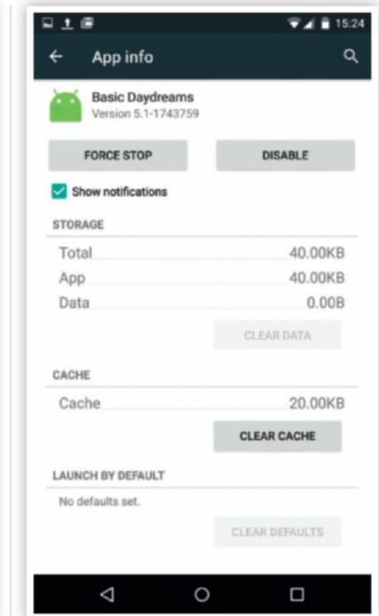 15:24
App info
Basic Daydreams
Version 5.1-1743759
FORCE STOP DISABLE
Show notifications
STORAGE
Total 40.00KB
App 40.00KB
Data 0.00B
CLEAR DATA
CACHE
Cache 20.00KB
CLEAR CACHE
LAUNCH BY DEFAULT
No defaults set.
CLEAR DEFAULTS